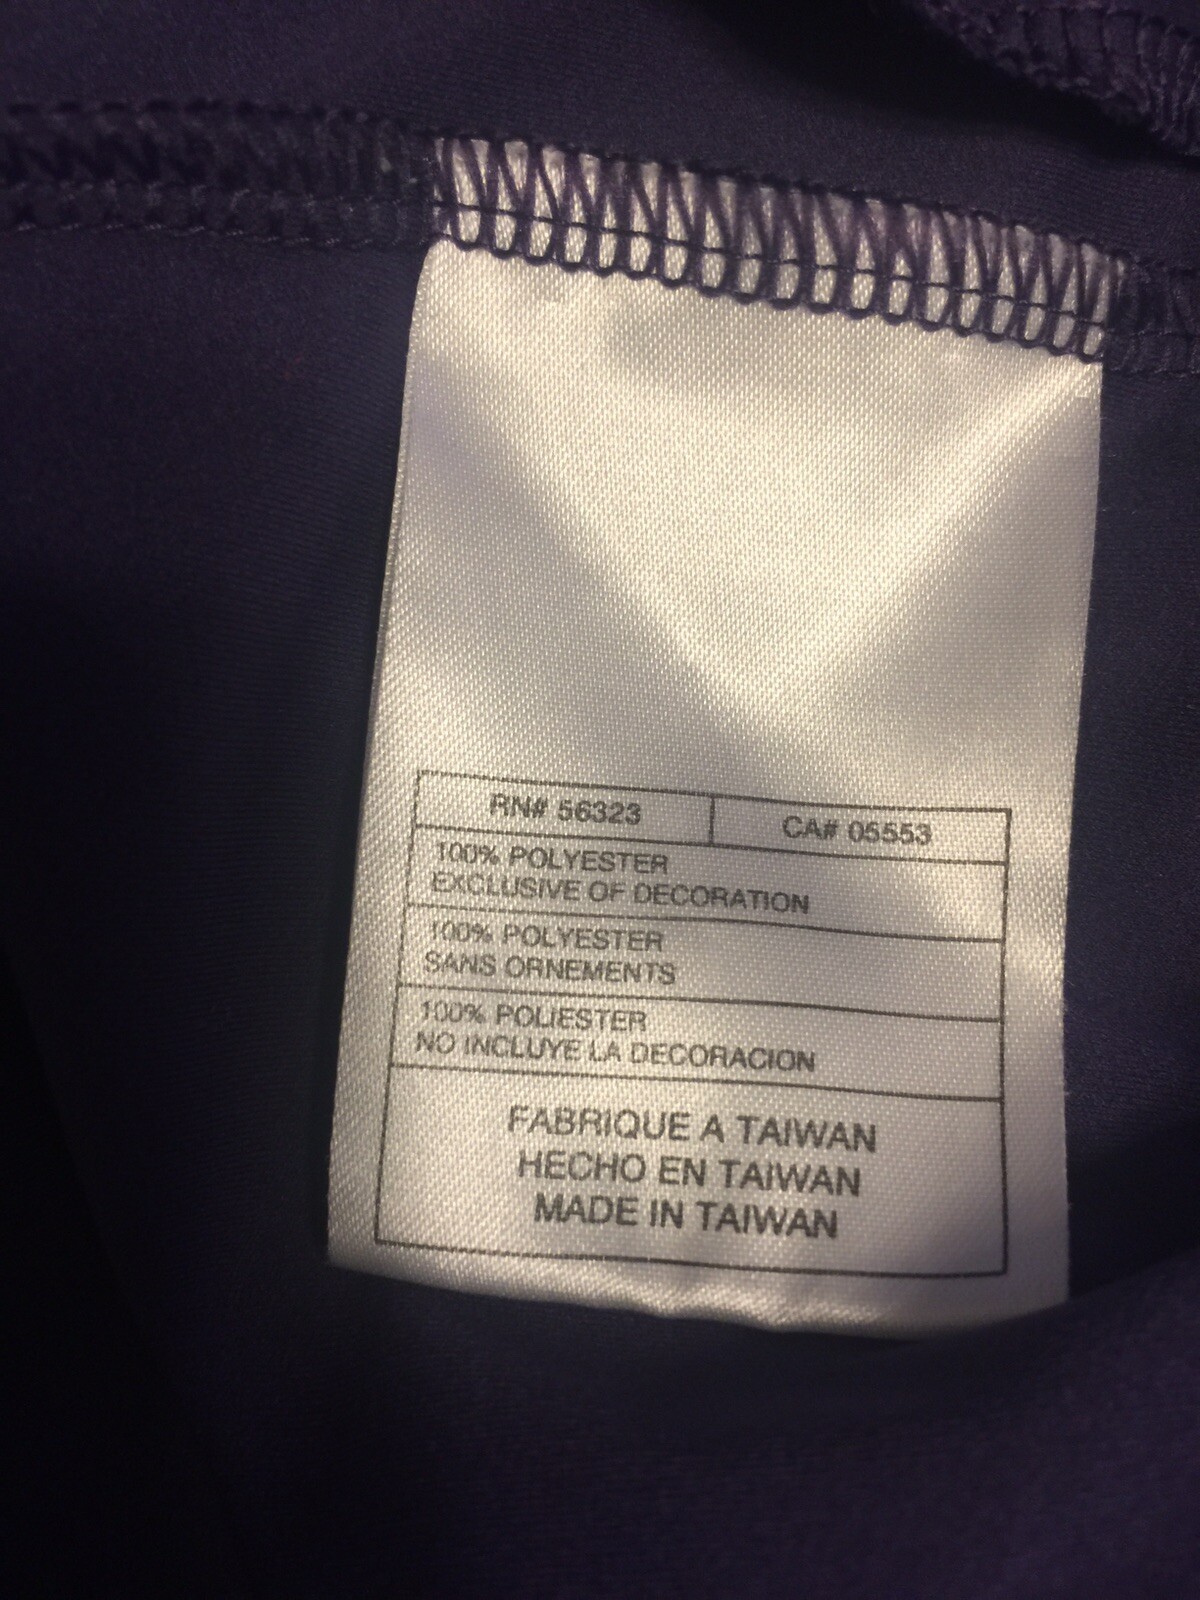 RN# 56323 CA# 05553
100% POLYESTER
EXCLUSIVE OF DECORATION
100% POLYESTER
SANS ORNEMENTS
100% POLIESTER
NO INCLUYE LA DECORACION
FABRIQUE A TAIWAN
HECHO EN TAIWAN
MADE IN TAIWAN